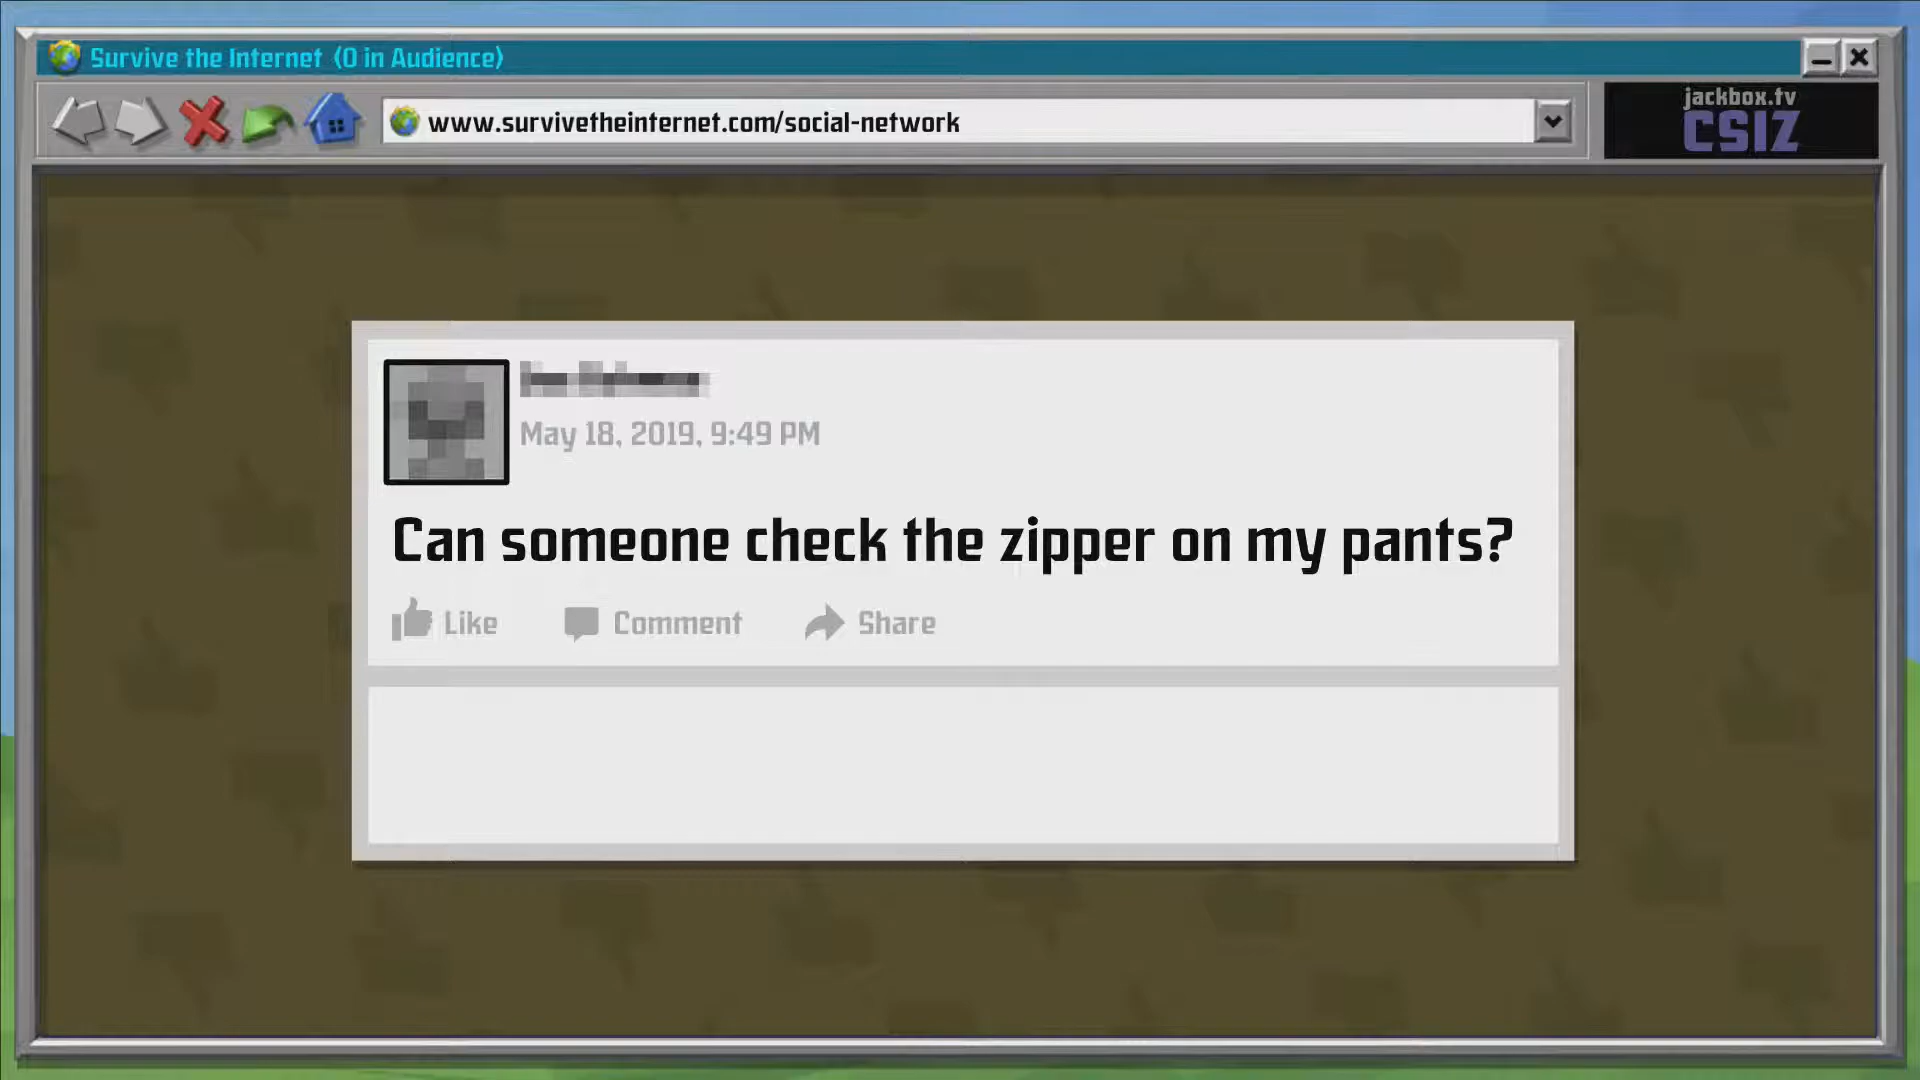 Survive the Internet (0 in Audience)
www.survivetheinternet.com/social-network
jackbox.tv
CSIZ
May 18, 2019, 9:49 PM
Can someone check the zipper on my pants?
Like
Comment
Share